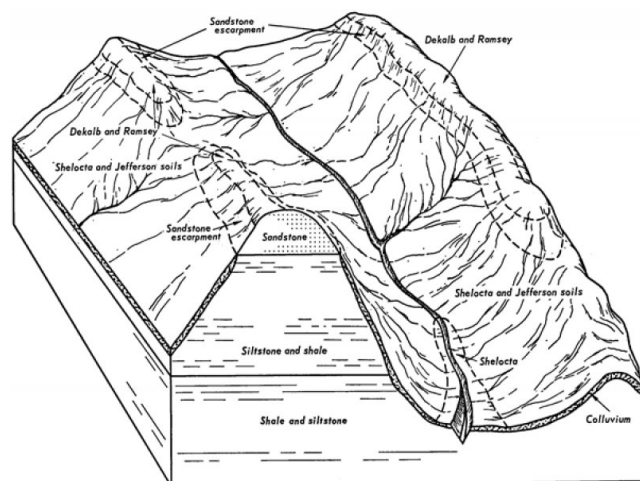 Sandstone
escarpment
Dekalb and Ramsey
Dekalb and Ramsey
Shelocta and Jefferson soils
Sandstone
escarpment
Sandstone
Shelocta and Jefferson soils
Siltstone and shale
Shelocta
Shale and siltstone
Colluvium